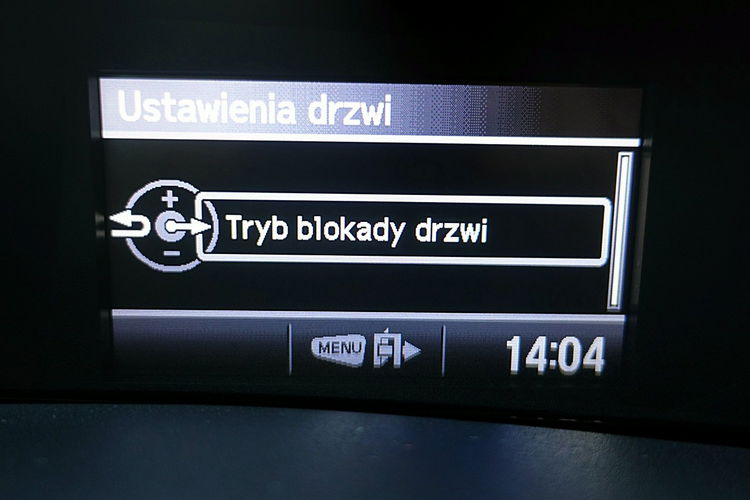 Ustawienia drzwi
Tryb blokady drzwi
MENU
14:04